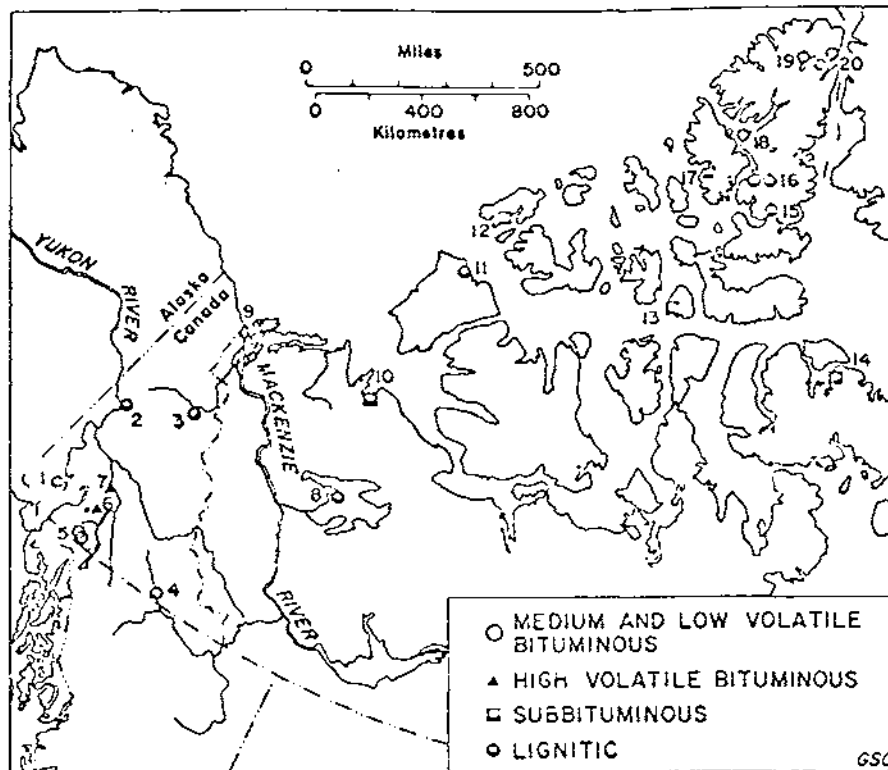 Miles
0 500
0 400 800
Kilometres
19 20
18
17 16
15
12
11
YUKON
RIVER
Alaska
Canada
9
13
MACKENZIE
10
14
2
3
1
7
8
6
5
4
RIVER
MEDIUM AND LOW VOLATILE
BITUMINOUS
HIGH VOLATILE BITUMINOUS
SUBBITUMINOUS
LIGNITIC
GSC